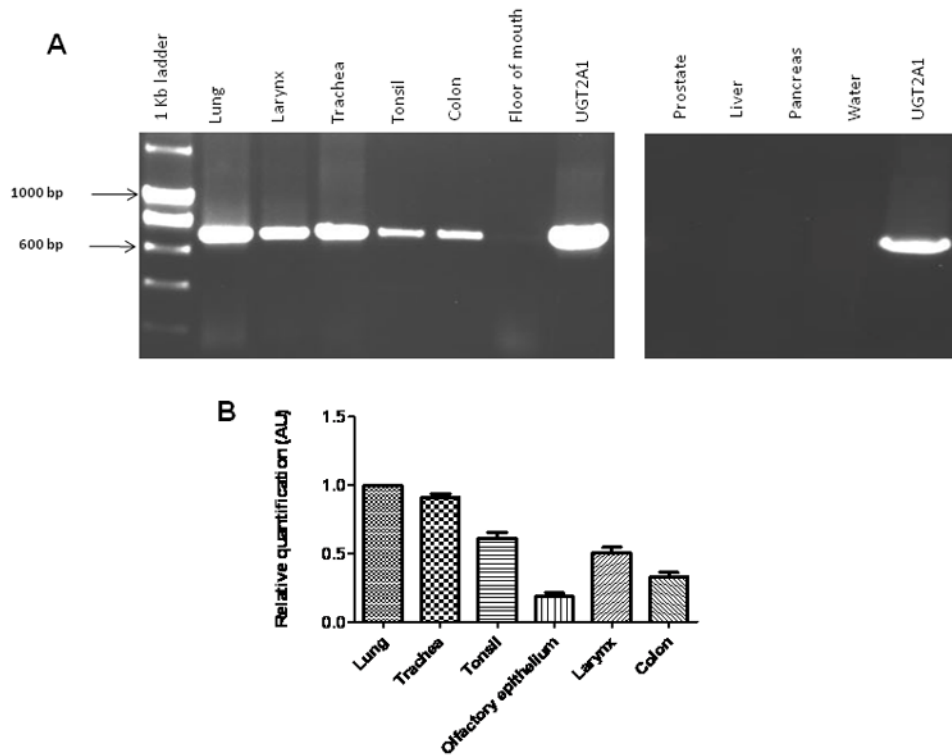 A
1 Kb ladder
Lung
Larynx
Trachea
Tonsil
Colon
Floor of mouth
UGT2A1
Prostate
Liver
Pancreas
Water
UGT2A1
1000 bp
600 bp
B
Relative quantification (AU)
1.5
1.0
0.5
0.0
Lung
Trachea
Tonsil
Olfactory epithelium
Larynx
Colon